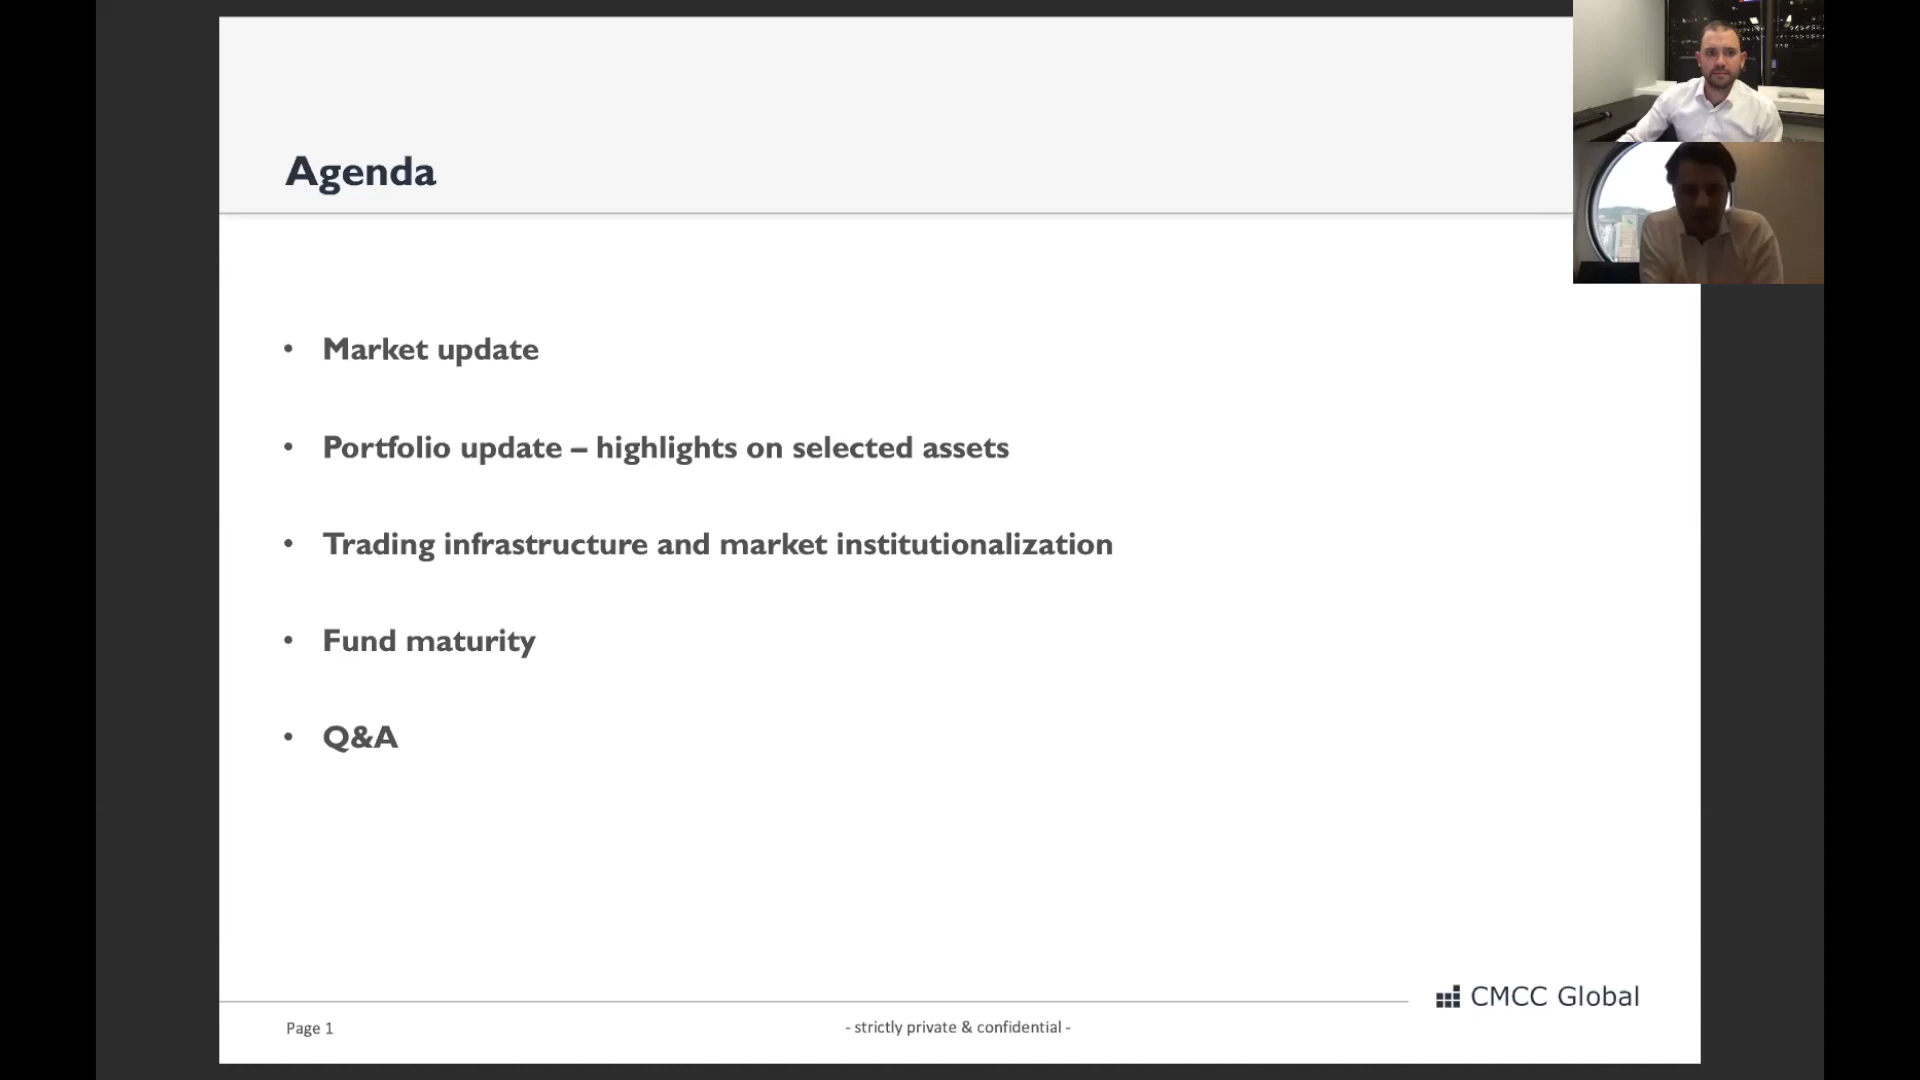 Agenda
• Market update
• Portfolio update – highlights on selected assets
• Trading infrastructure and market institutionalization
• Fund maturity
• Q&A
CMCC Global
Page 1
- strictly private & confidential -